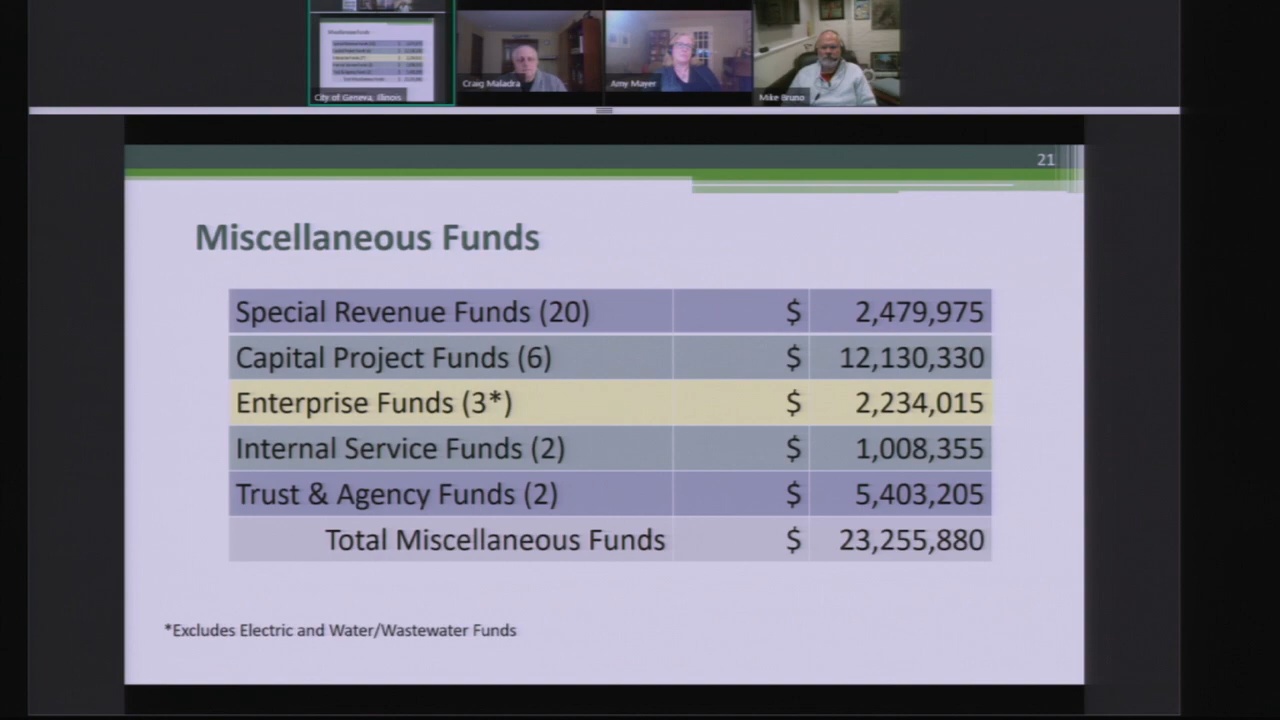 City of Geneva, Illinois
Craig Maladra
Amy Mayer
Mike Bruno
21
Miscellaneous Funds
Special Revenue Funds (20) $ 2,479,975
Capital Project Funds (6) $ 12,130,330
Enterprise Funds (3*) $ 2,234,015
Internal Service Funds (2) $ 1,008,355
Trust & Agency Funds (2) $ 5,403,205
Total Miscellaneous Funds $ 23,255,880
*Excludes Electric and Water/Wastewater Funds